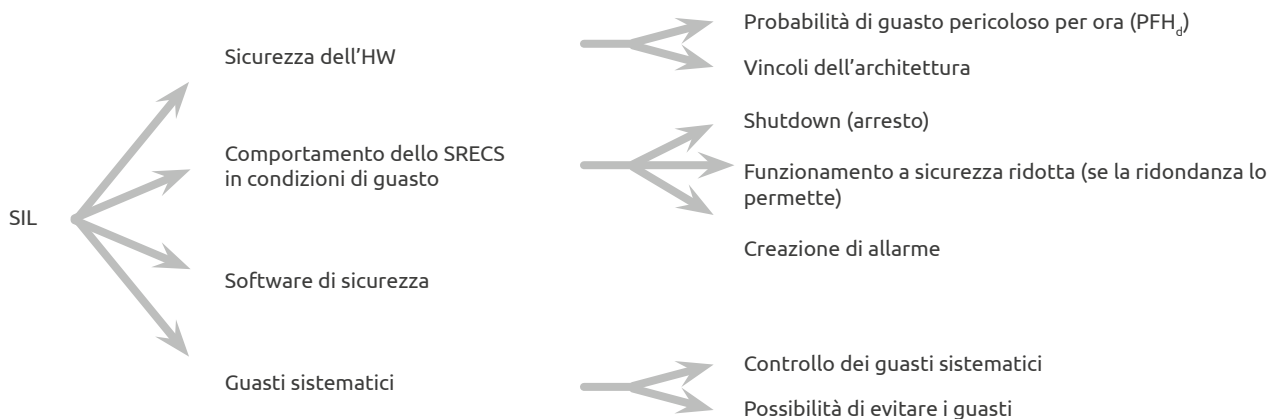 SIL
Sicurezza dell'HW
Probabilità di guasto pericoloso per ora (PFHd)
Vincoli dell'architettura
Comportamento dello SRECS
in condizioni di guasto
Shutdown (arresto)
Funzionamento a sicurezza ridotta (se la ridondanza lo
permette)
Creazione di allarme
Software di sicurezza
Guasti sistematici
Controllo dei guasti sistematici
Possibilità di evitare i guasti